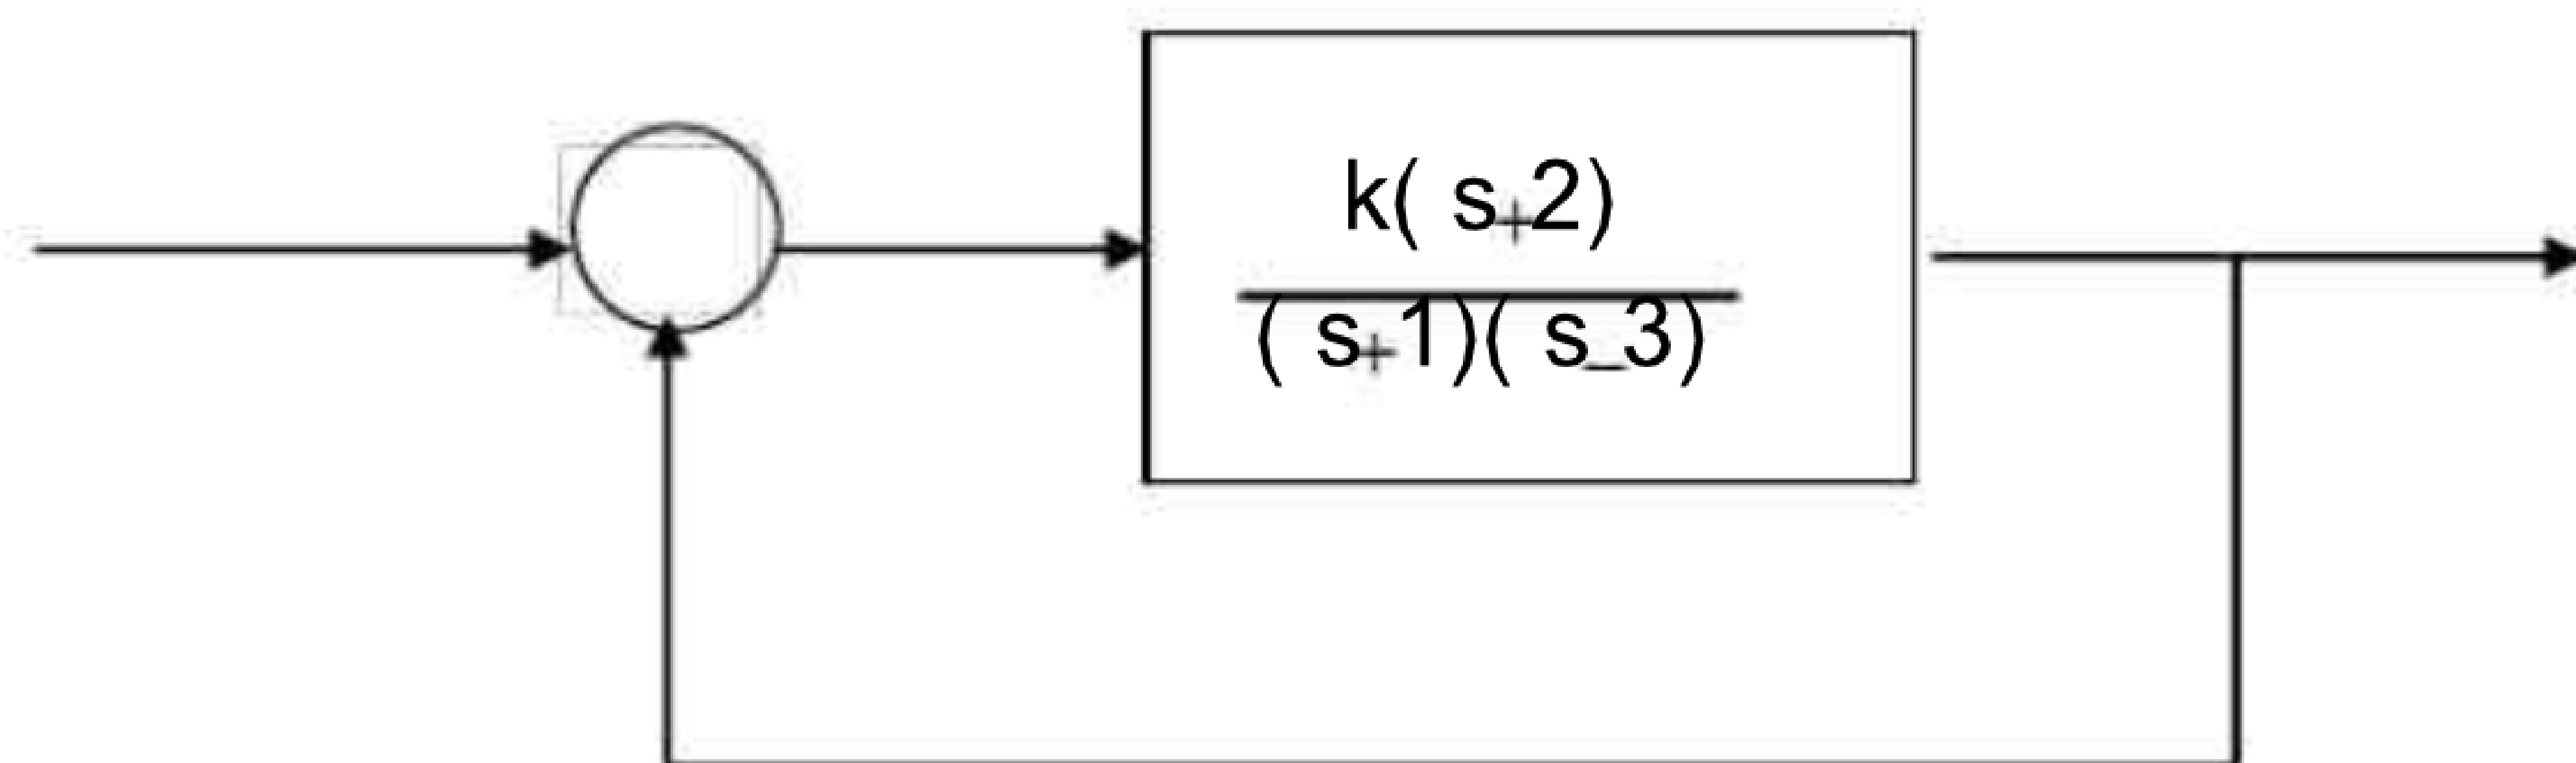 k( s+2)
( s+1)( s_3)